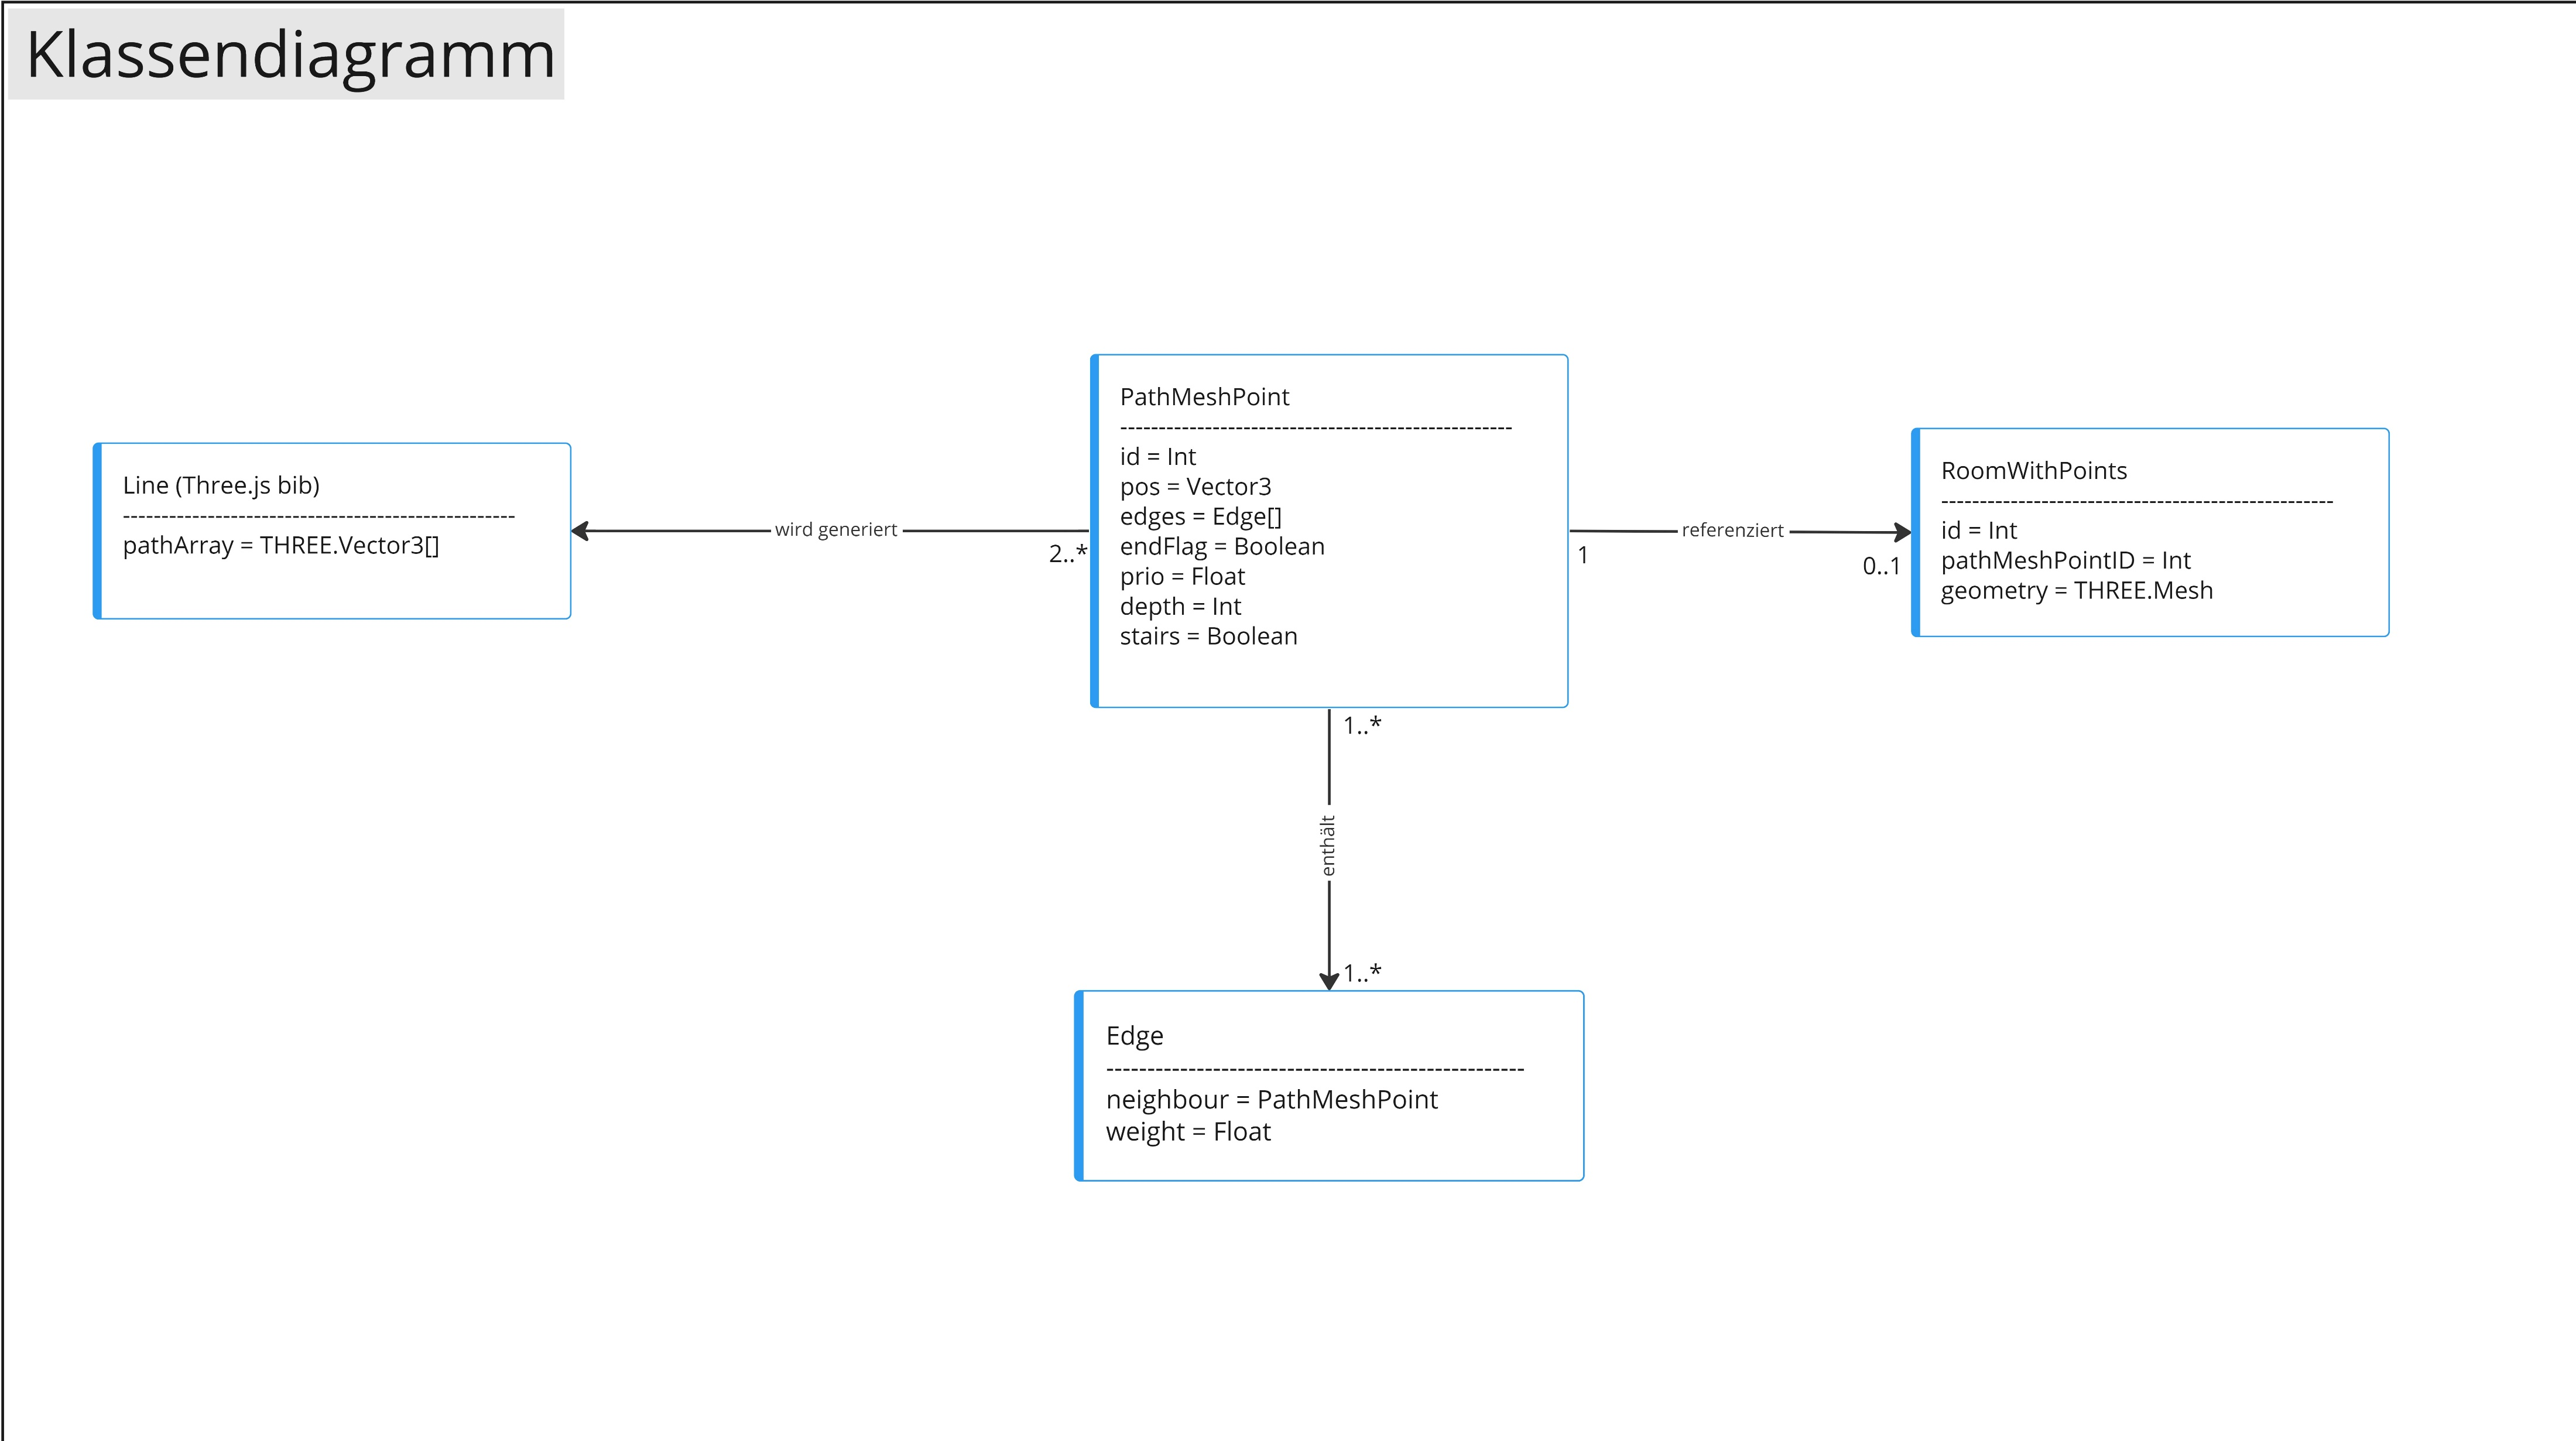 Klassendiagramm
Line (Three.js bib)
---------------------------------------------------
pathArray = THREE.Vector3[]
wird generiert
2..*
PathMeshPoint
---------------------------------------------------
id = Int
pos = Vector3
edges = Edge[]
endFlag = Boolean
prio = Float
depth = Int
stairs = Boolean
1
referenziert
0..1
RoomWithPoints
---------------------------------------------------
id = Int
pathMeshPointID = Int
geometry = THREE.Mesh
1..*
enthält
1..*
Edge
---------------------------------------------------
neighbour = PathMeshPoint
weight = Float